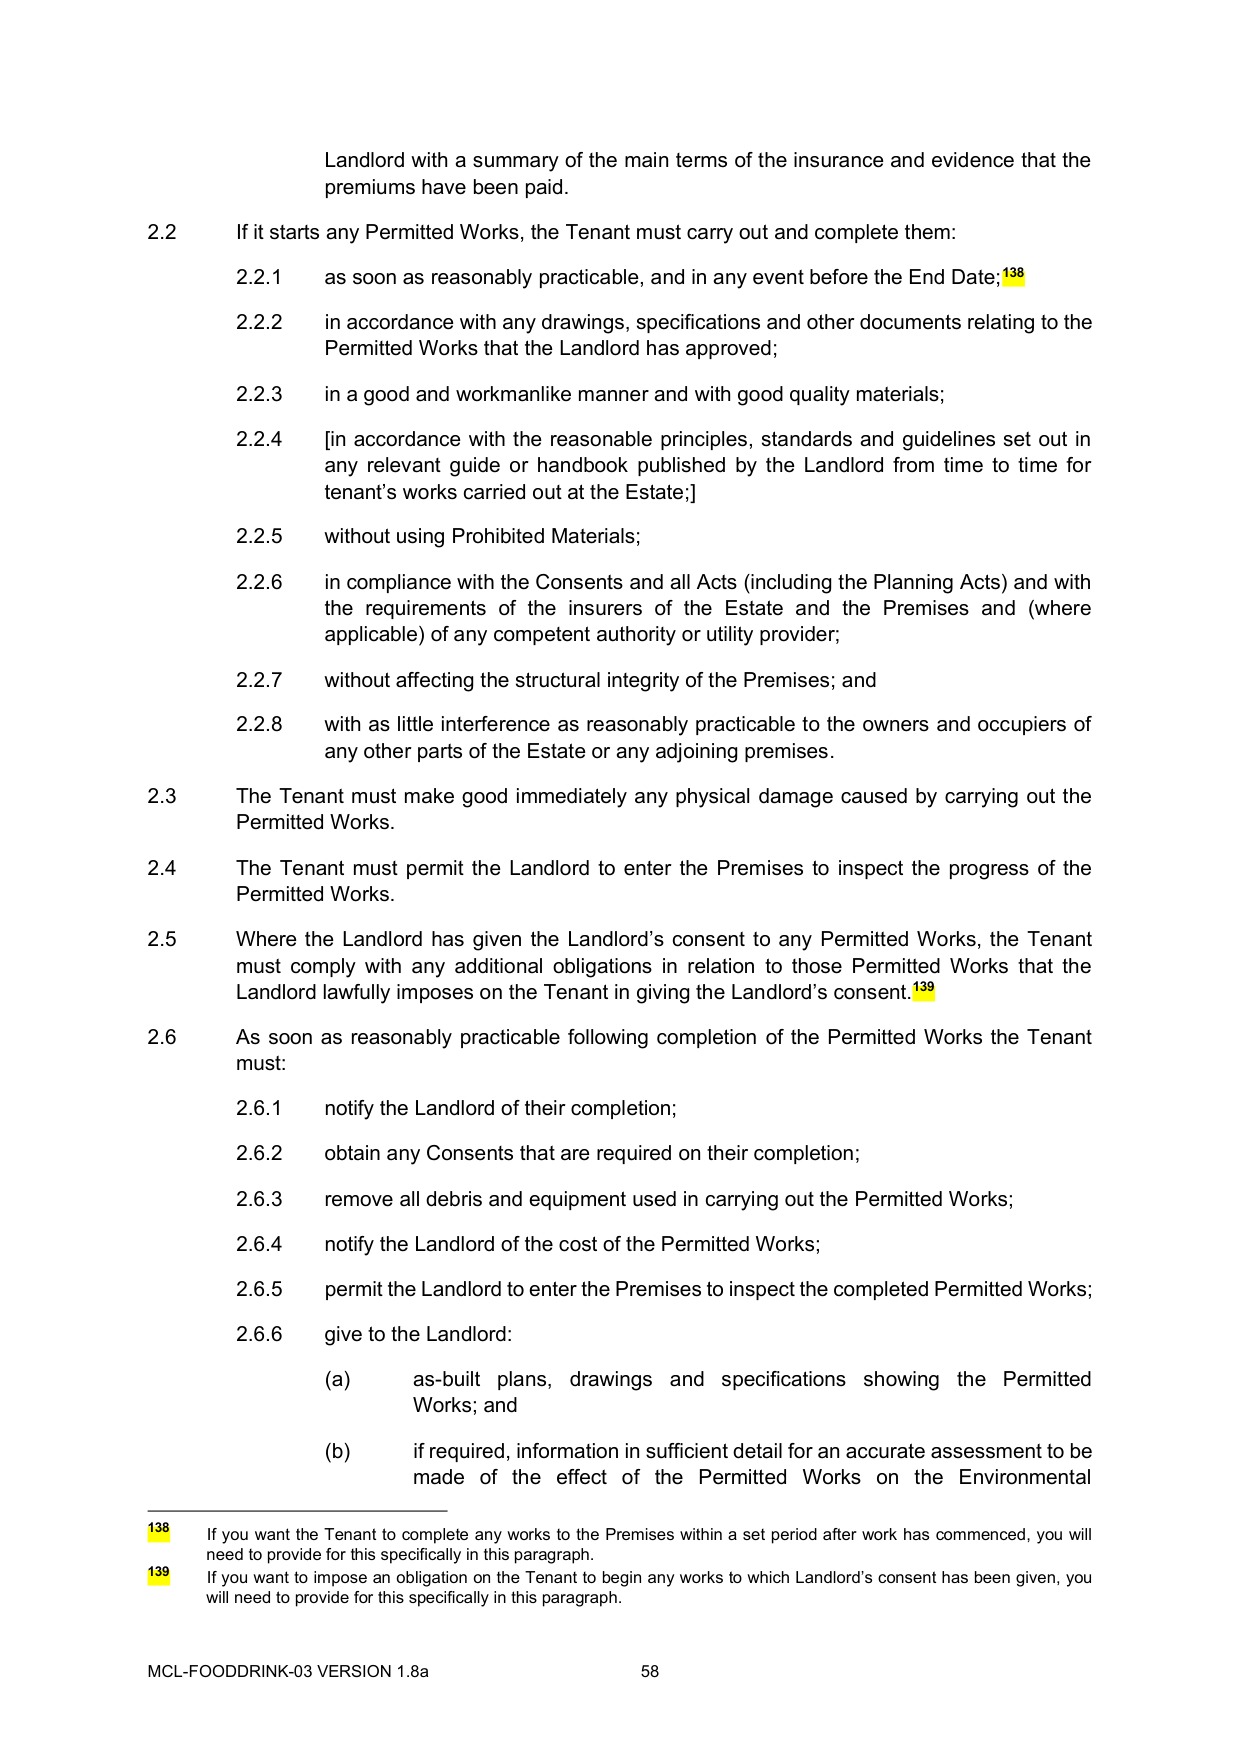 Landlord with a summary of the main terms of the insurance and evidence that the
premiums have been paid.
2.2 If it starts any Permitted Works, the Tenant must carry out and complete them:
2.2.1 as soon as reasonably practicable, and in any event before the End Date;138
2.2.2 in accordance with any drawings, specifications and other documents relating to the
Permitted Works that the Landlord has approved;
2.2.3 in a good and workmanlike manner and with good quality materials;
2.2.4 [in accordance with the reasonable principles, standards and guidelines set out in
any relevant guide or handbook published by the Landlord from time to time for
tenant’s works carried out at the Estate;]
2.2.5 without using Prohibited Materials;
2.2.6 in compliance with the Consents and all Acts (including the Planning Acts) and with
the requirements of the insurers of the Estate and the Premises and (where
applicable) of any competent authority or utility provider;
2.2.7 without affecting the structural integrity of the Premises; and
2.2.8 with as little interference as reasonably practicable to the owners and occupiers of
any other parts of the Estate or any adjoining premises.
2.3 The Tenant must make good immediately any physical damage caused by carrying out the
Permitted Works.
2.4 The Tenant must permit the Landlord to enter the Premises to inspect the progress of the
Permitted Works.
2.5 Where the Landlord has given the Landlord’s consent to any Permitted Works, the Tenant
must comply with any additional obligations in relation to those Permitted Works that the
Landlord lawfully imposes on the Tenant in giving the Landlord’s consent.139
2.6 As soon as reasonably practicable following completion of the Permitted Works the Tenant
must:
2.6.1 notify the Landlord of their completion;
2.6.2 obtain any Consents that are required on their completion;
2.6.3 remove all debris and equipment used in carrying out the Permitted Works;
2.6.4 notify the Landlord of the cost of the Permitted Works;
2.6.5 permit the Landlord to enter the Premises to inspect the completed Permitted Works;
2.6.6 give to the Landlord:
(a) as-built plans, drawings and specifications showing the Permitted
Works; and
(b) if required, information in sufficient detail for an accurate assessment to be
made of the effect of the Permitted Works on the Environmental
138 If you want the Tenant to complete any works to the Premises within a set period after work has commenced, you will
need to provide for this specifically in this paragraph.
139 If you want to impose an obligation on the Tenant to begin any works to which Landlord’s consent has been given, you
will need to provide for this specifically in this paragraph.
MCL-FOODDRINK-03 VERSION 1.8a 58